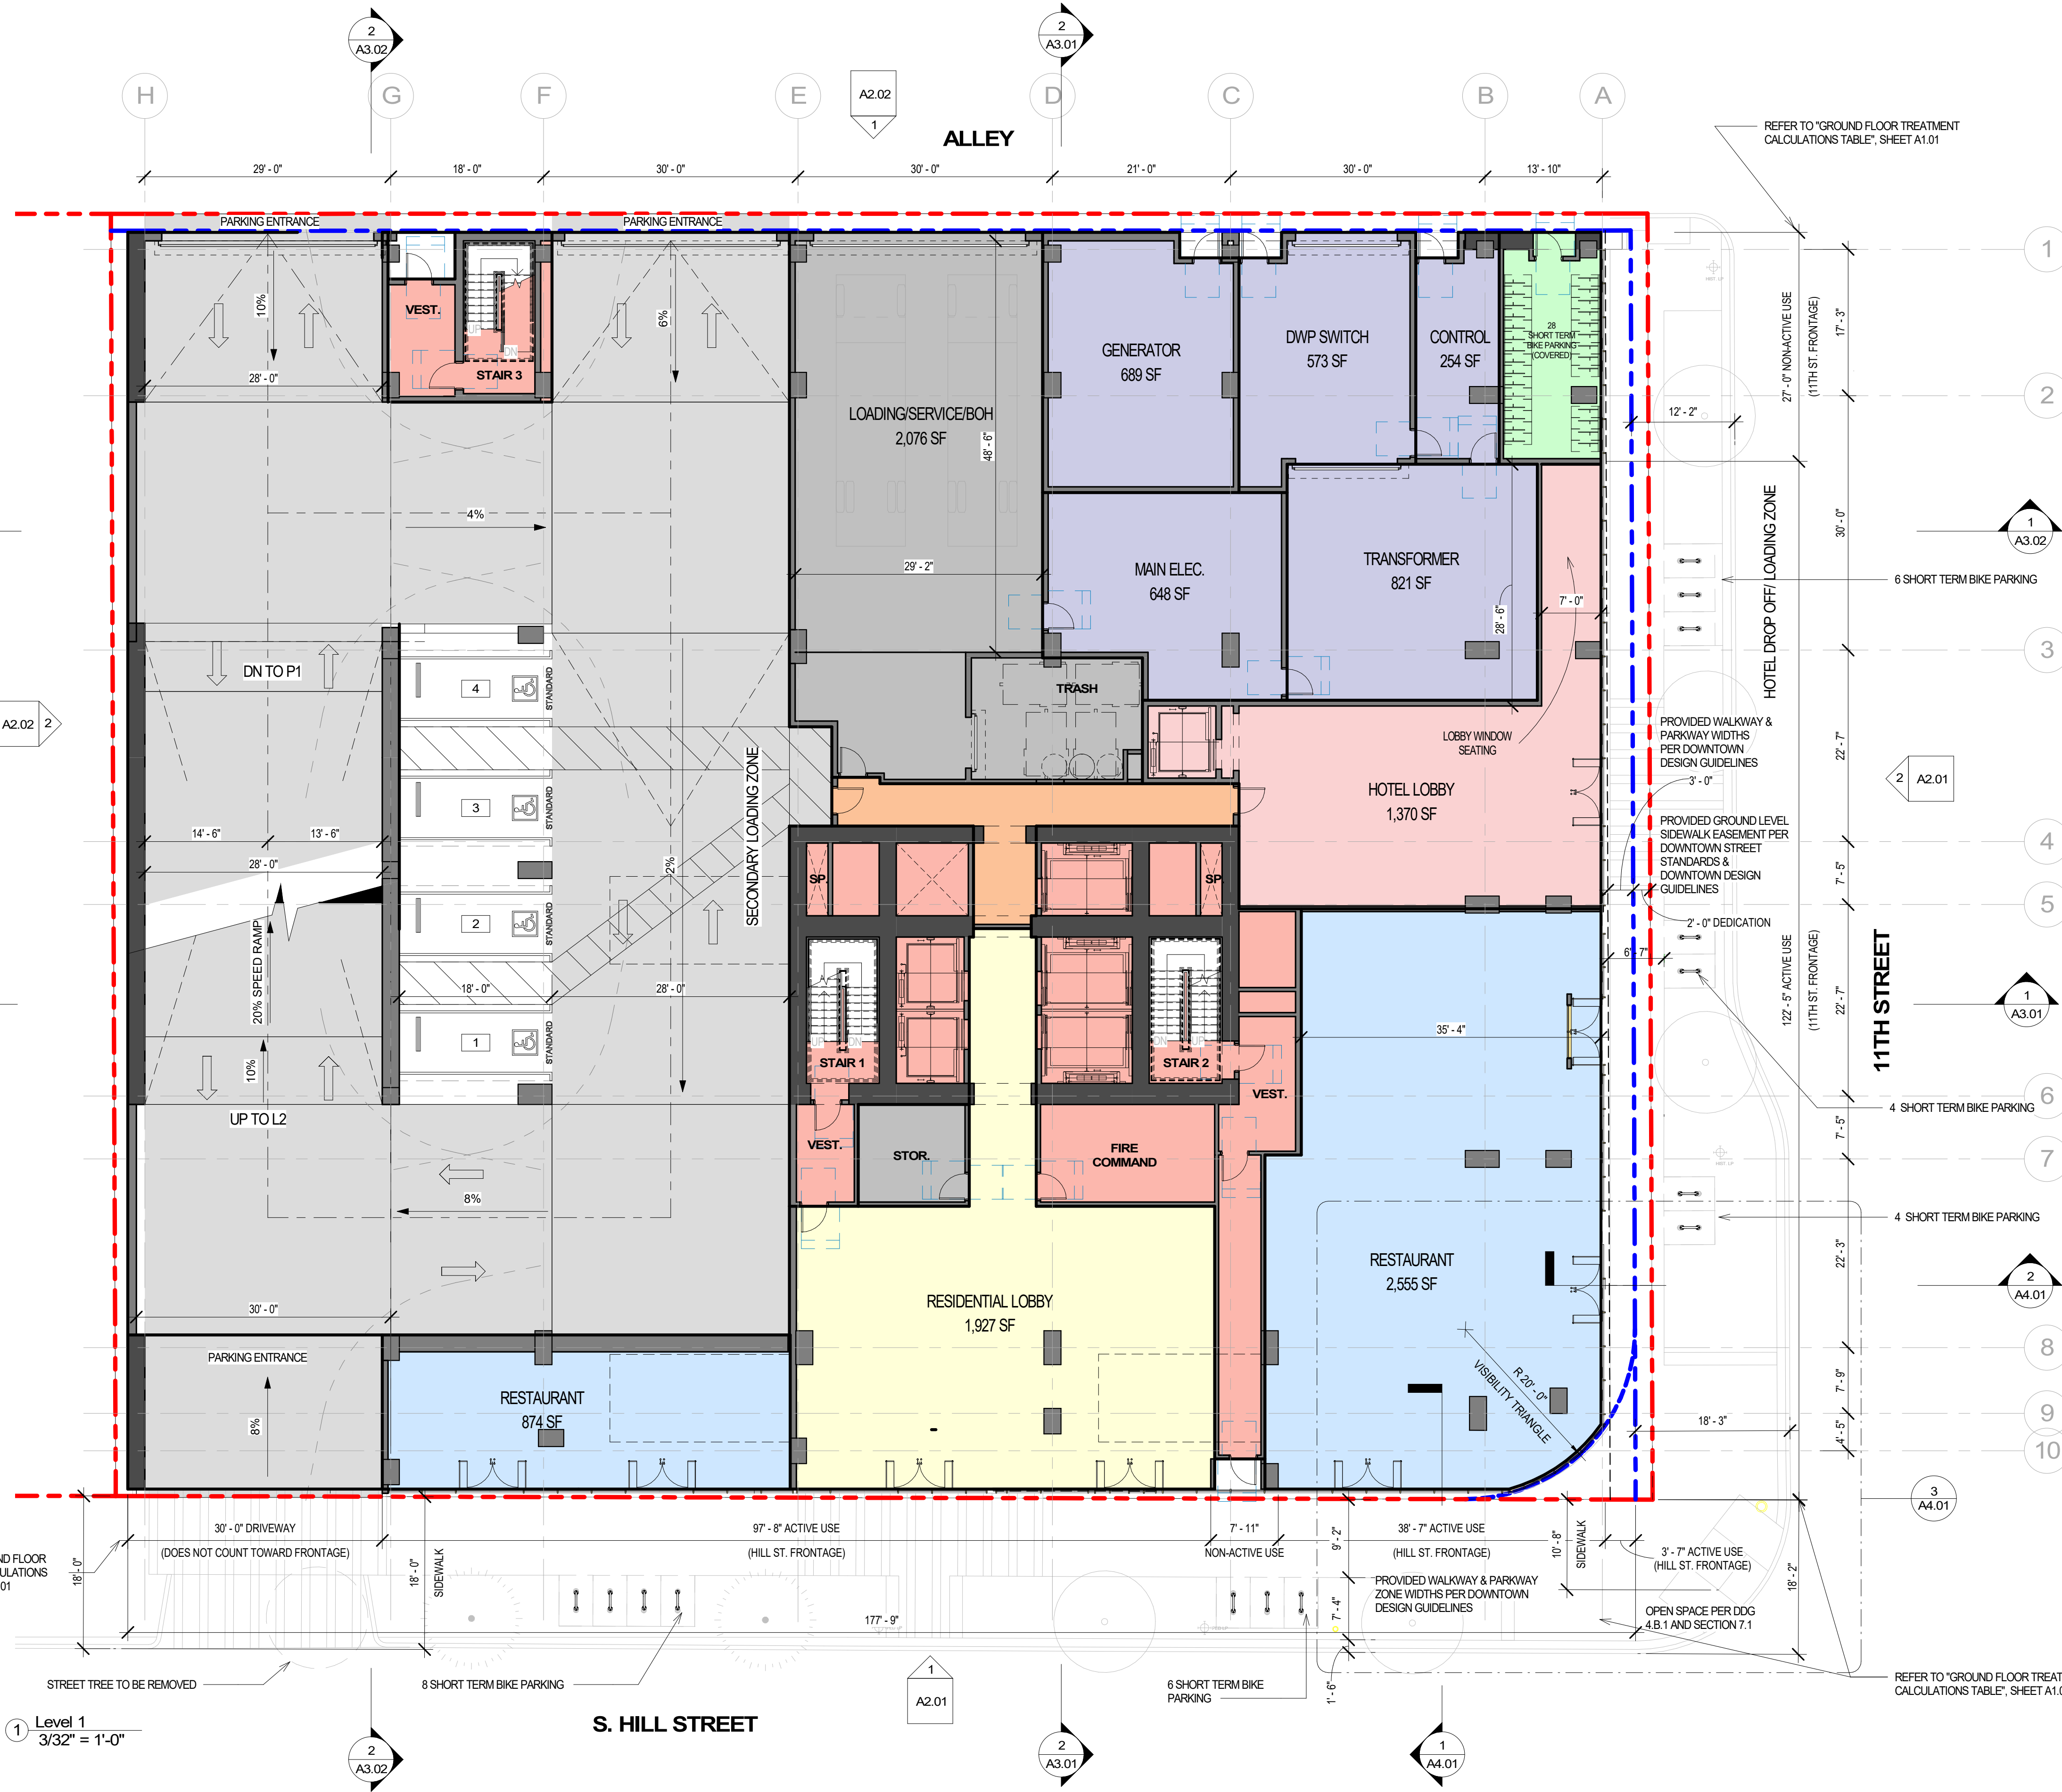 2
A3.02
2
A3.01
H
G
F
E
D
C
B
A
A2.02
1
ALLEY
REFER TO "GROUND FLOOR TREATMENT
CALCULATIONS TABLE", SHEET A1.01
29' - 0"
18' - 0"
30' - 0"
30' - 0"
21' - 0"
30' - 0"
13' - 10"
PARKING ENTRANCE
PARKING ENTRANCE
1
10%
6%
VEST.
UP
DN
STAIR 3
28' - 0"
GENERATOR
689 SF
DWP SWITCH
573 SF
CONTROL
254 SF
28
SHORT TERM
BIKE PARKING
(COVERED)
27' - 0" NON-ACTIVE USE
(11TH ST. FRONTAGE)
17' - 3"
2
LOADING/SERVICE/BOH
2,076 SF
48' - 6"
12' - 2"
4%
HOTEL DROP OFF/ LOADING ZONE
30' - 0"
1
A3.02
29' - 2"
MAIN ELEC.
648 SF
TRANSFORMER
821 SF
6 SHORT TERM BIKE PARKING
7' - 0"
28' - 6"
3
DN TO P1
4
STANDARD
TRASH
A2.02
2
LOBBY WINDOW
SEATING
PROVIDED WALKWAY &
PARKWAY WIDTHS
PER DOWNTOWN
DESIGN GUIDELINES
22' - 7"
2
A2.01
3' - 0"
3
STANDARD
SECONDARY LOADING ZONE
HOTEL LOBBY
1,370 SF
14' - 6"
13' - 6"
28' - 0"
2%
PROVIDED GROUND LEVEL
SIDEWALK EASEMENT PER
DOWNTOWN STREET
STANDARDS &
DOWNTOWN DESIGN
GUIDELINES
4
7' - 5"
SP.
SP.
5
2
STANDARD
2' - 0" DEDICATION
20% SPEED RAMP
6' - 7"
122' - 5" ACTIVE USE
(11TH ST. FRONTAGE)
11TH STREET
22' - 7"
1
A3.01
18' - 0"
28' - 0"
35' - 4"
1
STANDARD
UP
DN
STAIR 1
DN
UP
STAIR 2
10%
VEST.
6
UP TO L2
4 SHORT TERM BIKE PARKING
7' - 5"
VEST.
STOR.
FIRE
COMMAND
7
8%
4 SHORT TERM BIKE PARKING
RESTAURANT
2,555 SF
22' - 3"
2
A4.01
30' - 0"
RESIDENTIAL LOBBY
1,927 SF
PARKING ENTRANCE
R 20' - 0"
VISIBILITY TRIANGLE
8
7' - 9"
RESTAURANT
874 SF
8%
18' - 3"
9
4' - 5"
10
3
A4.01
30' - 0" DRIVEWAY
(DOES NOT COUNT TOWARD FRONTAGE)
97' - 8" ACTIVE USE
(HILL ST. FRONTAGE)
7' - 11"
NON-ACTIVE USE
9' - 2"
38' - 7" ACTIVE USE
(HILL ST. FRONTAGE)
10' - 8"
SIDEWALK
3' - 7" ACTIVE USE
(HILL ST. FRONTAGE)
ND FLOOR
ULATIONS
01
18' - 0"
18' - 0"
SIDEWALK
PROVIDED WALKWAY & PARKWAY
ZONE WIDTHS PER DOWNTOWN
DESIGN GUIDELINES
18' - 2"
177' - 9"
7' - 4"
OPEN SPACE PER DDG
4.B.1 AND SECTION 7.1
STREET TREE TO BE REMOVED
8 SHORT TERM BIKE PARKING
1
A2.01
6 SHORT TERM BIKE
PARKING
1' - 6"
REFER TO "GROUND FLOOR TREAT
CALCULATIONS TABLE", SHEET A1.0
1
Level 1
3/32" = 1'-0"
S. HILL STREET
2
A3.02
2
A3.01
1
A4.01